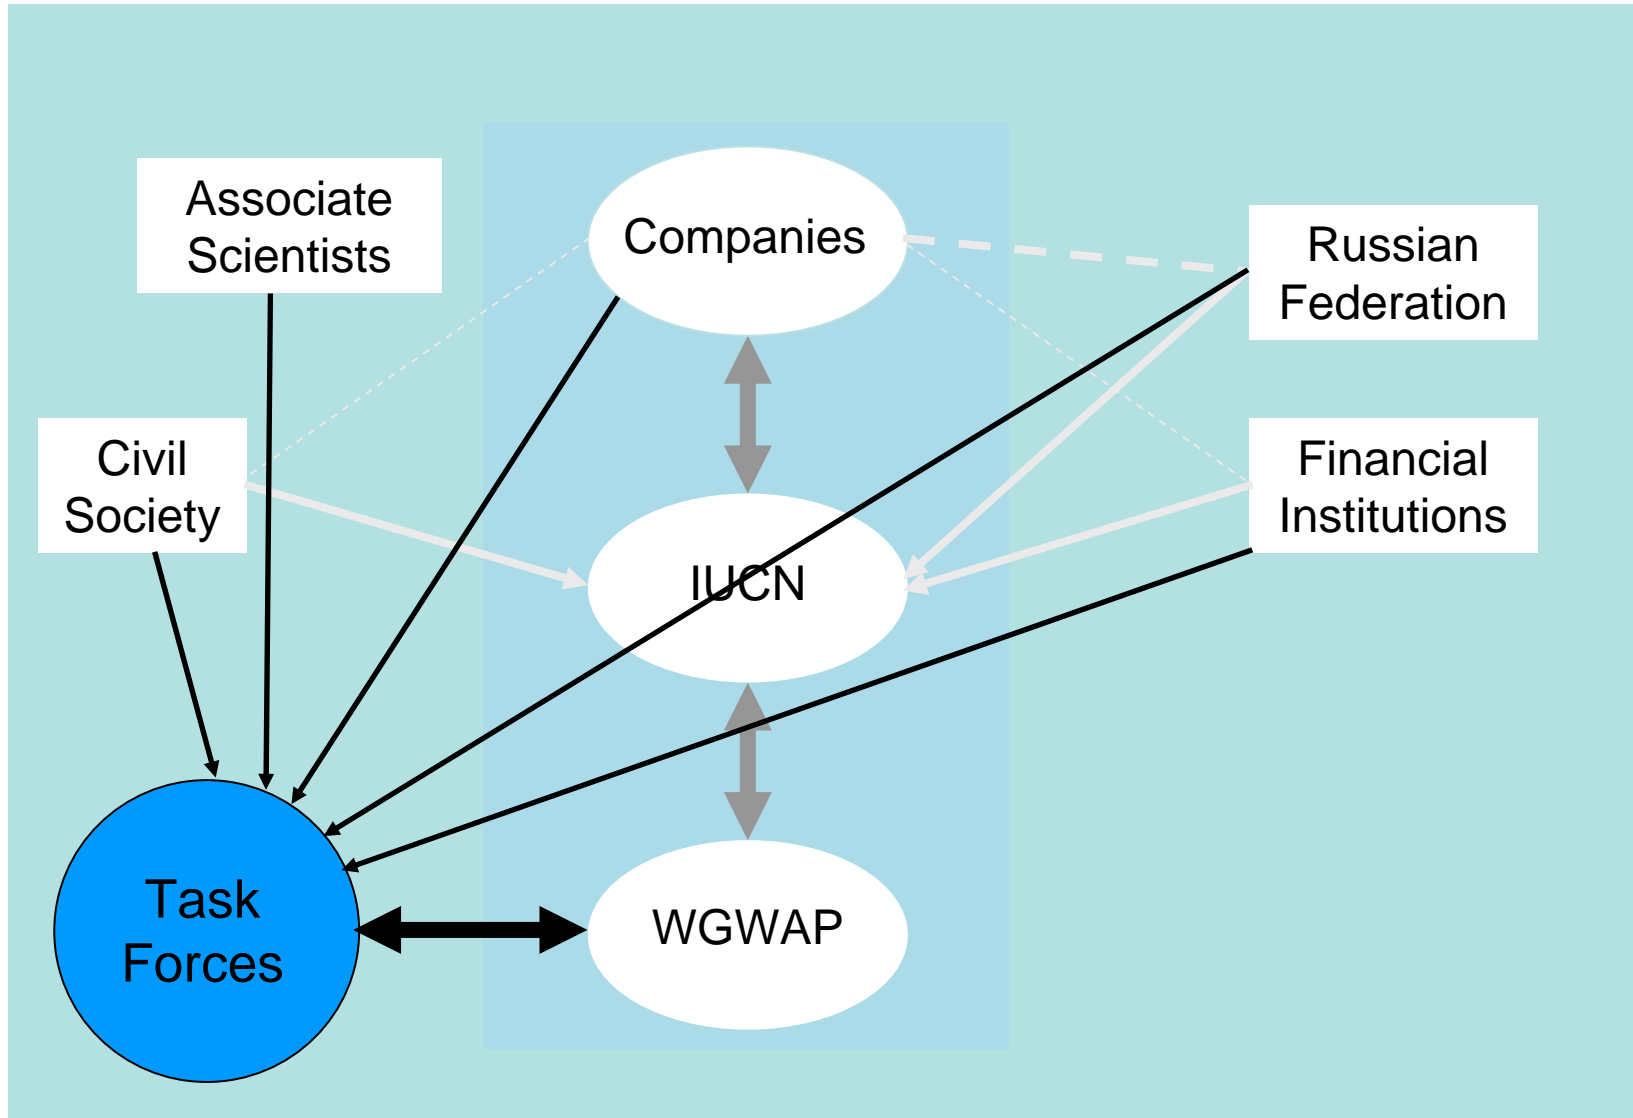 Associate
Scientists
Companies
Russian
Federation
Civil
Society
Financial
Institutions
IUCN
Task
Forces
WGWAP